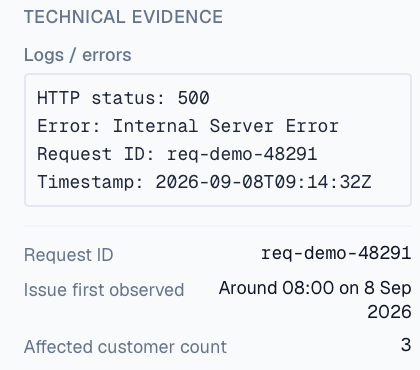 TECHNICAL EVIDENCE
Logs / errors
HTTP status: 500
Error: Internal Server Error
Request ID: req-demo-48291
Timestamp: 2026-09-08T09:14:32Z
Request ID req-demo-48291
Issue first observed Around 08:00 on 8 Sep
2026
Affected customer count 3